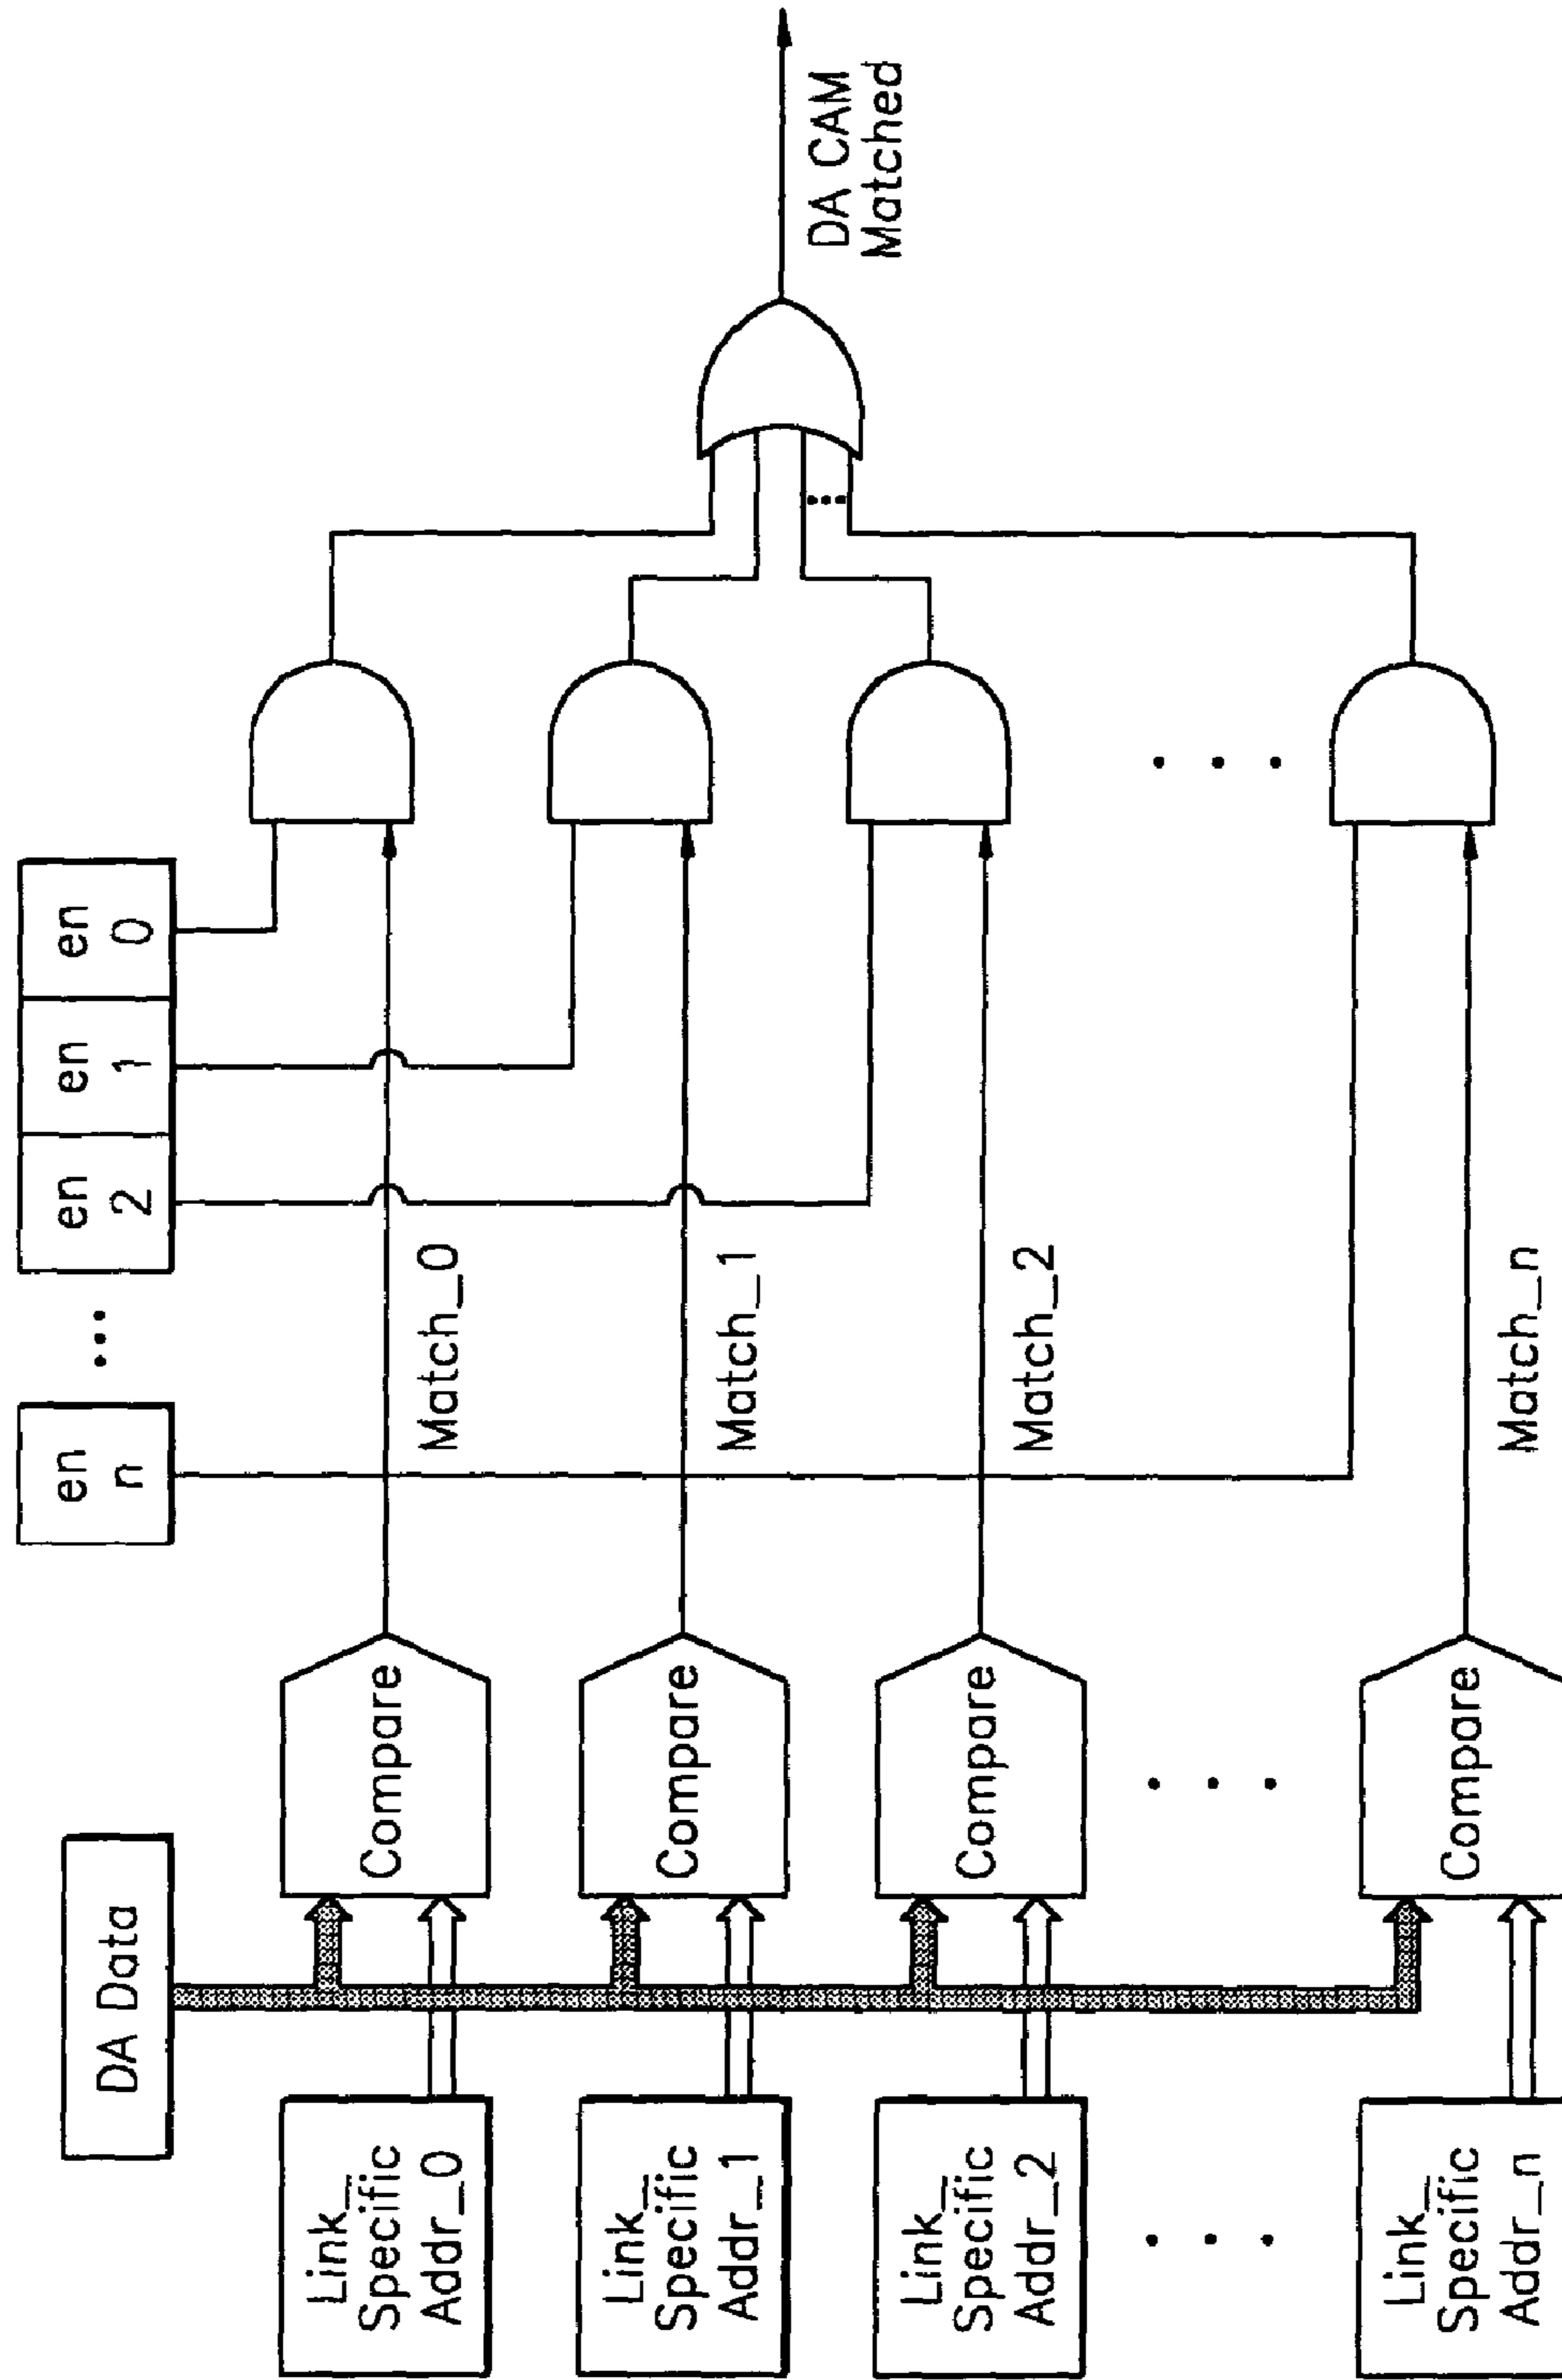 DA Data
en
n
...
en
2
en
1
en
0
Link_
Specific
Addr_0
Compare
Match_0
Link_
Specific
Addr_1
Compare
Match_1
Link_
Specific
Addr_2
Compare
Match_2
Link_
Specific
Addr_n
Compare
Match_n
DA CAM
Matched